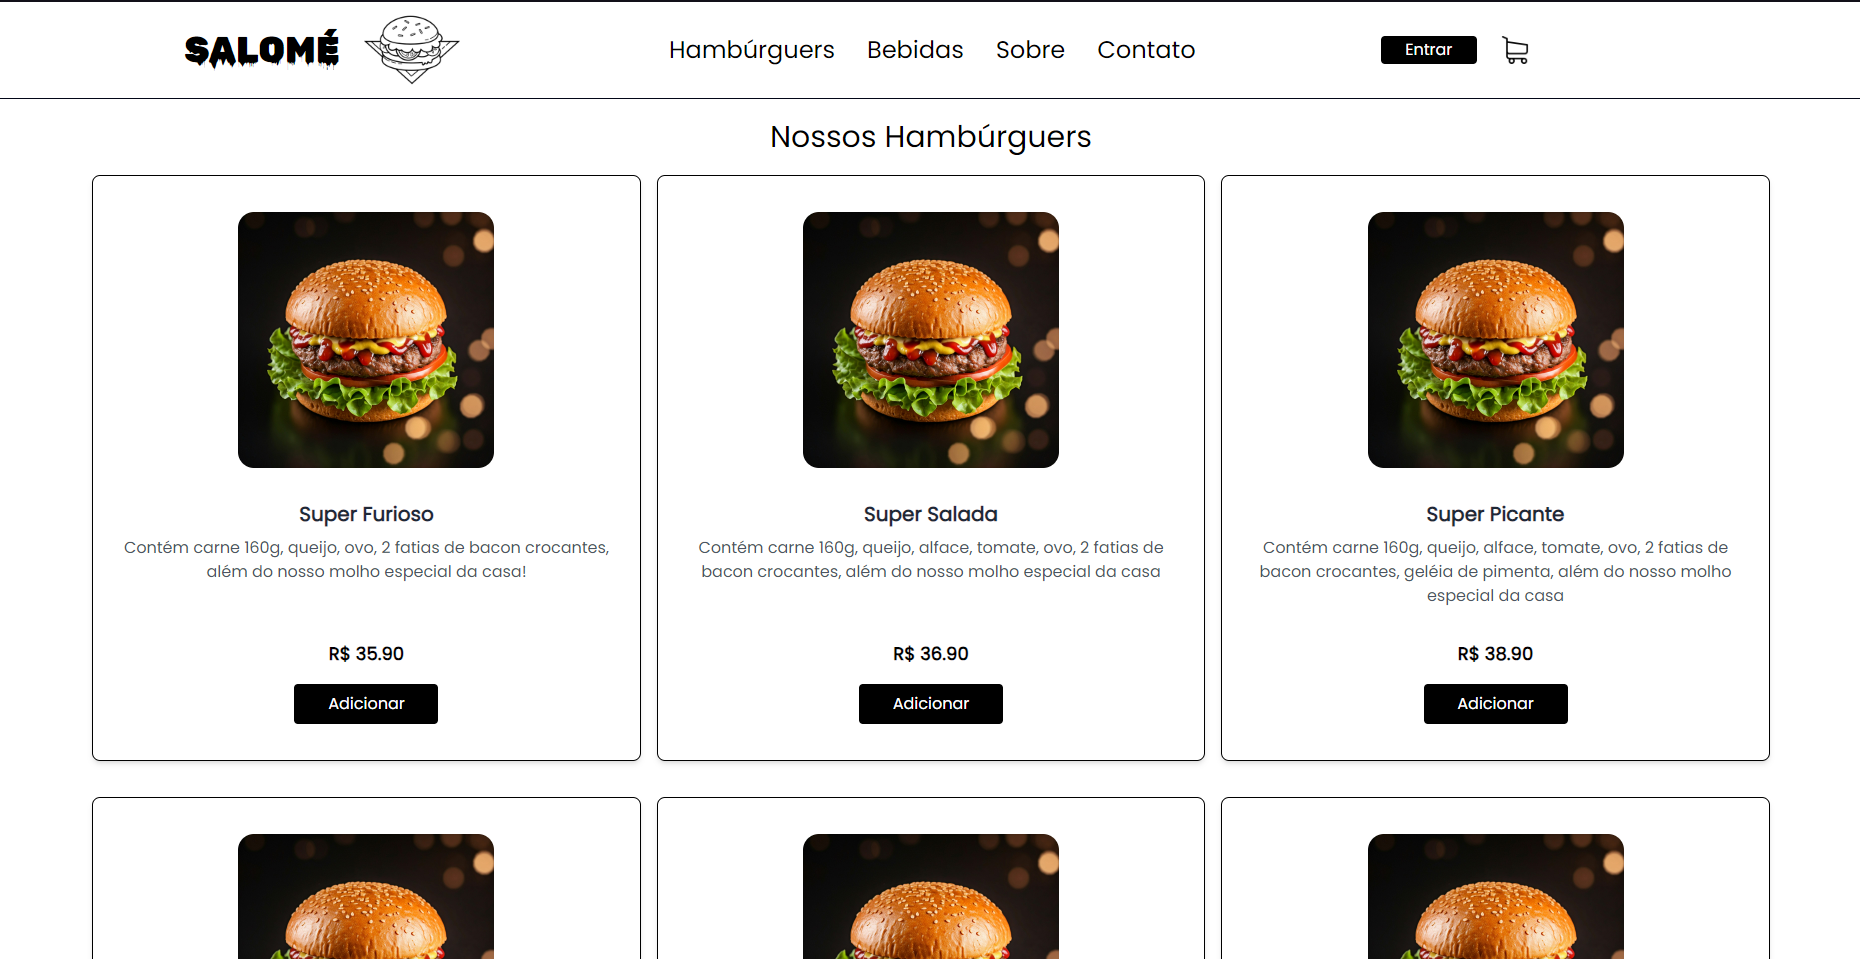 SALOMÉ
Hambúrguers Bebidas Sobre Contato
Entrar
Nossos Hambúrguers
Super Furioso
Contém carne 160g, queijo, ovo, 2 fatias de bacon crocantes,
além do nosso molho especial da casa!
R$ 35.90
Adicionar
Super Salada
Contém carne 160g, queijo, alface, tomate, ovo, 2 fatias de
bacon crocantes, além do nosso molho especial da casa
R$ 36.90
Adicionar
Super Picante
Contém carne 160g, queijo, alface, tomate, ovo, 2 fatias de
bacon crocantes, geléia de pimenta, além do nosso molho
especial da casa
R$ 38.90
Adicionar